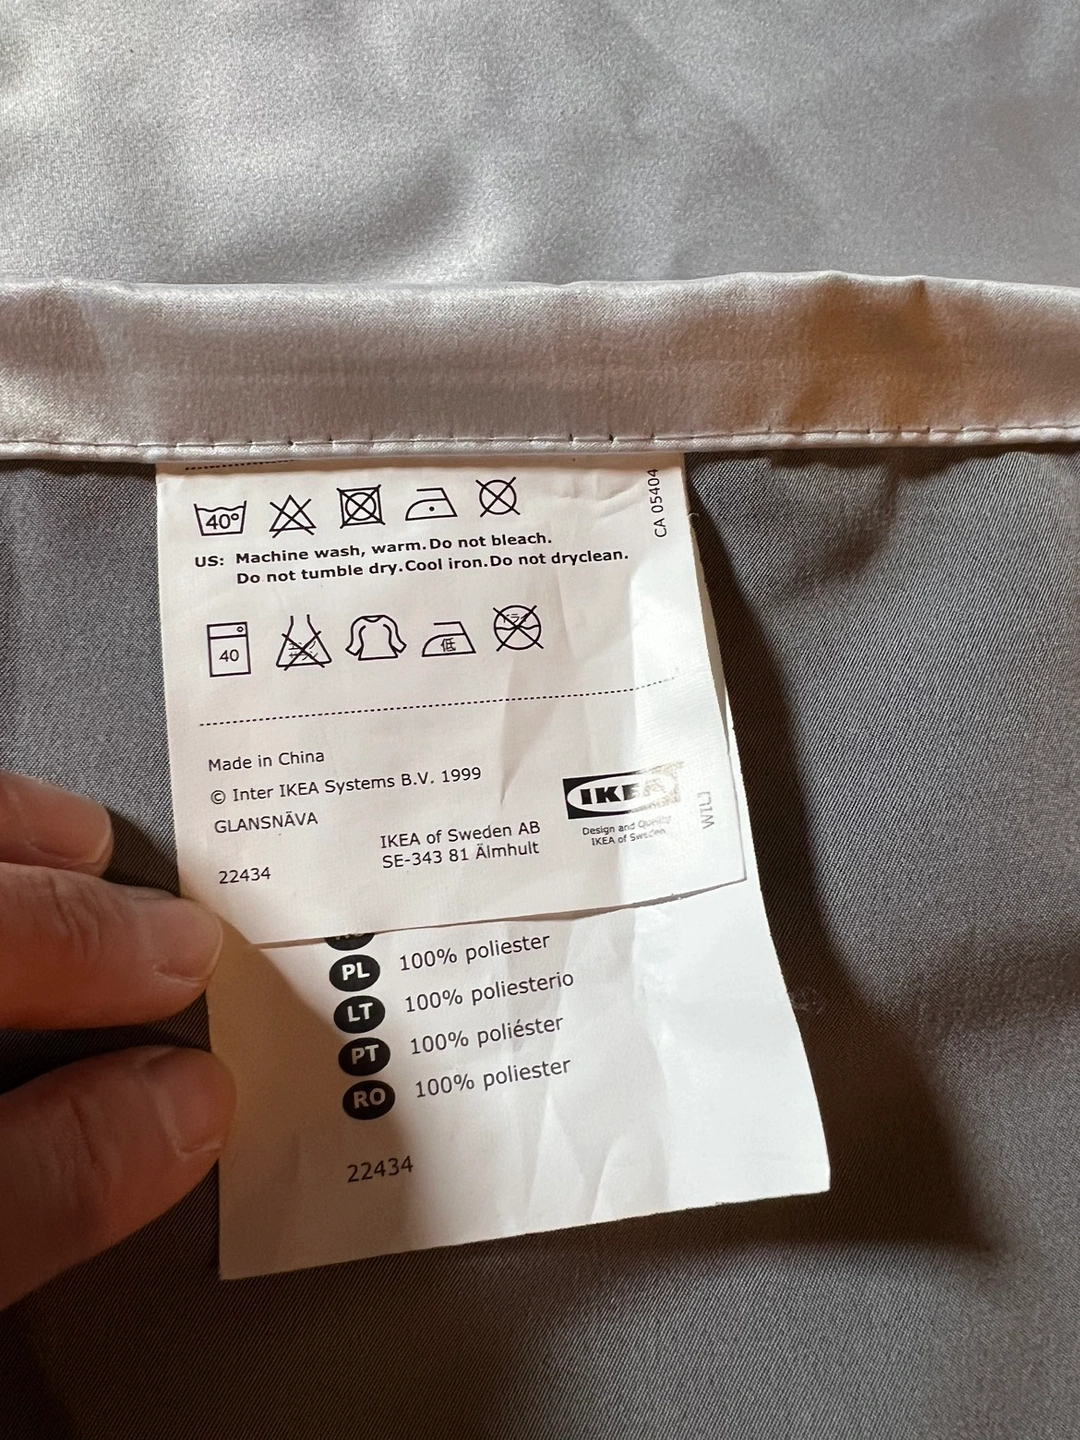 40°
US: Machine wash, warm. Do not bleach.
Do not tumble dry. Cool iron. Do not dryclean.
CA 05404
40
低
Made in China
© Inter IKEA Systems B.V. 1999
GLANSNÄVA
22434
IKEA of Sweden AB
SE-343 81 Älmhult
IKEA
Design and Quality
IKEA of Sweden
WILJ
PL 100% poliester
LT 100% poliesterio
PT 100% poliéster
RO 100% poliester
22434